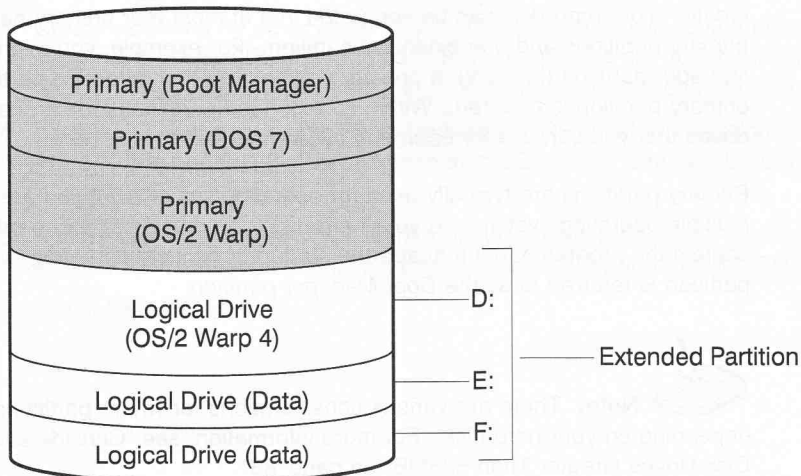 Primary (Boot Manager)
Primary (DOS 7)
Primary
(OS/2 Warp)
Logical Drive
(OS/2 Warp 4)
D:
Extended Partition
Logical Drive (Data)
E:
Logical Drive (Data)
F: